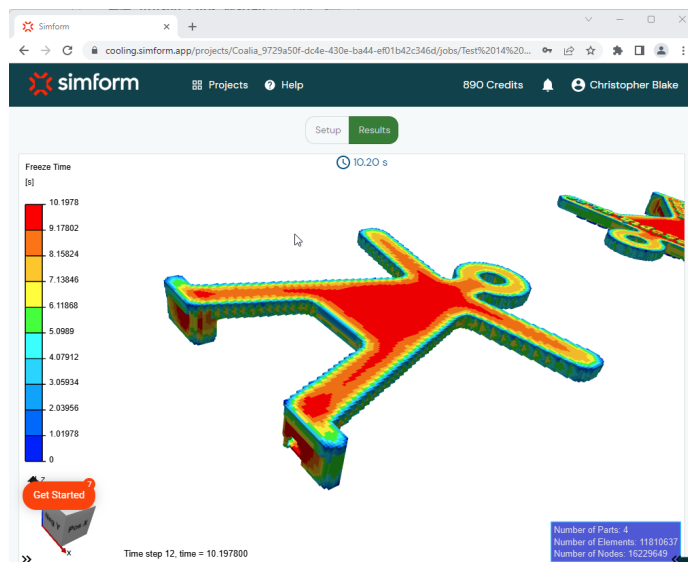 Simform
cooling.simform.app/projects/Coalia_9729a50f-dc4e-430e-ba44-ef01b42c346d/jobs/Test%2014%20...
simform
Projects
Help
890 Credits
Christopher Blake
Setup
Results
10.20 s
Freeze Time
[s]
10.1978
9.17802
8.15824
7.13846
6.11868
5.0989
4.07912
3.05934
2.03956
1.01978
0
Z
7
Get Started
Pos X
X
Time step 12, time = 10.197800
Number of Parts: 4
Number of Elements: 11810637
Number of Nodes: 16229649